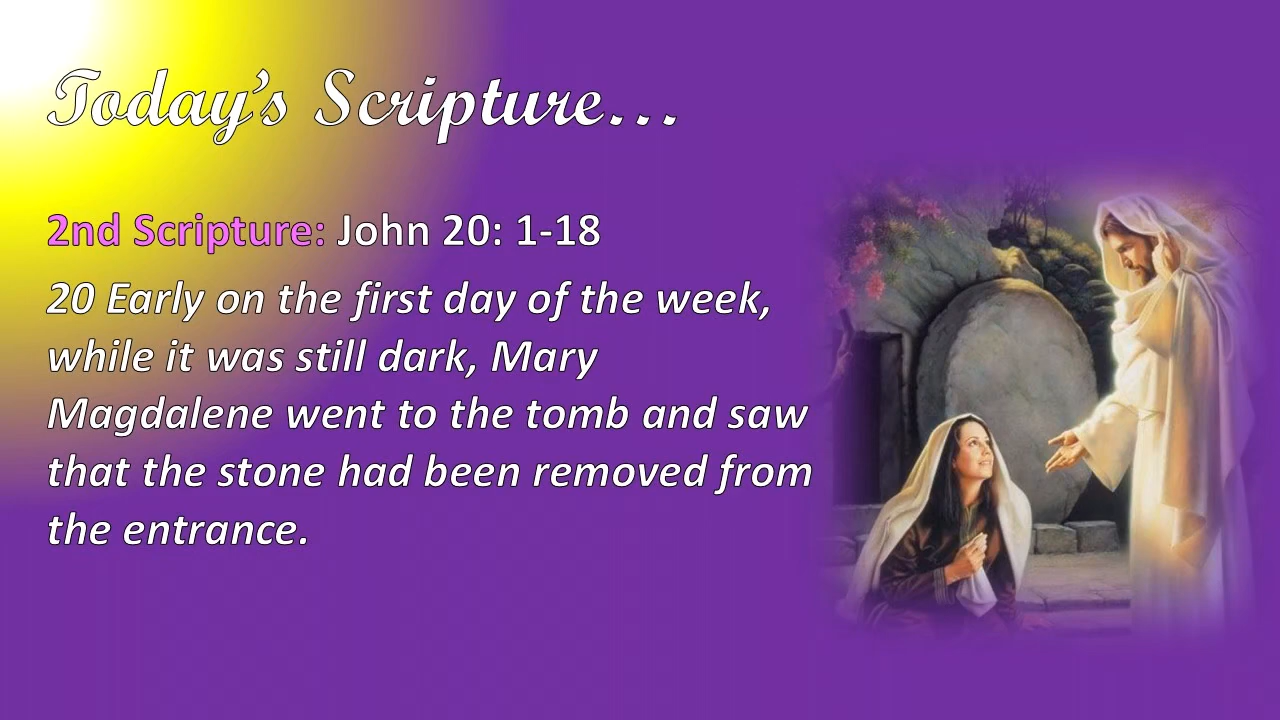 Today’s Scripture…
2nd Scripture: John 20: 1-18
20 Early on the first day of the week,
while it was still dark, Mary
Magdalene went to the tomb and saw
that the stone had been removed from
the entrance.